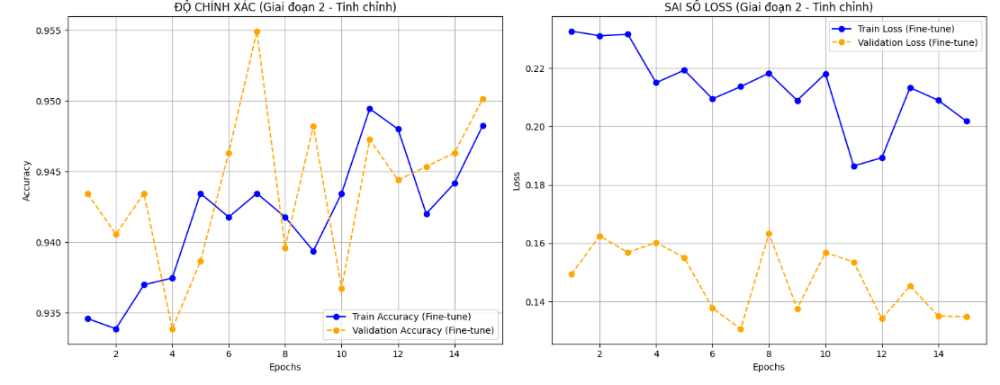 ĐỘ CHÍNH XÁC (Giai đoạn 2 - Tinh chỉnh)
0.955
0.950
0.945
0.940
0.935
Accuracy
Train Accuracy (Fine-tune)
Validation Accuracy (Fine-tune)
2 4 6 8 10 12 14
Epochs
SAI SỐ LOSS (Giai đoạn 2 - Tinh chỉnh)
Train Loss (Fine-tune)
Validation Loss (Fine-tune)
0.22
0.20
0.18
0.16
0.14
Loss
2 4 6 8 10 12 14
Epochs